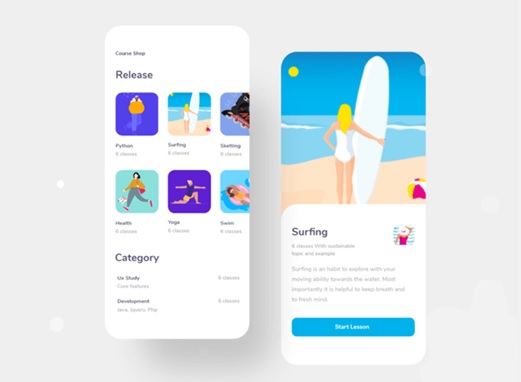 Course Shop
Release
Python
6 classes
Surfing
6 classes
Sketting
6 classes
Health
6 classes
Yoga
6 classes
Swim
6 classes
Category
Ux Study
6 classes
Core features
Development
6 classes
Java, Jquery, Php
Surfing
6 classes With sustainable
topic and example
Surfing is an habit to explore with your
moving ability towards the water. Most
importantly it is helpful to keep breath and
to fresh mind.
Start Lesson